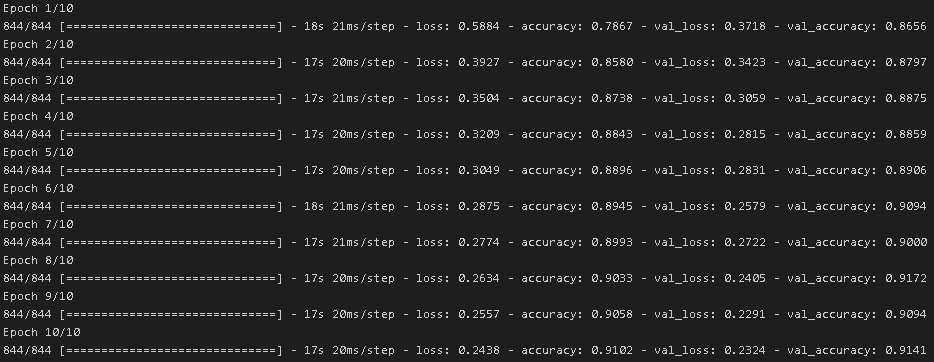 Epoch 1/10
844/844 [==============================] - 18s 21ms/step - loss: 0.5884 - accuracy: 0.7867 - val_loss: 0.3718 - val_accuracy: 0.8656
Epoch 2/10
844/844 [==============================] - 17s 20ms/step - loss: 0.3927 - accuracy: 0.8580 - val_loss: 0.3423 - val_accuracy: 0.8797
Epoch 3/10
844/844 [==============================] - 17s 21ms/step - loss: 0.3504 - accuracy: 0.8738 - val_loss: 0.3059 - val_accuracy: 0.8875
Epoch 4/10
844/844 [==============================] - 17s 20ms/step - loss: 0.3209 - accuracy: 0.8843 - val_loss: 0.2815 - val_accuracy: 0.8859
Epoch 5/10
844/844 [==============================] - 17s 20ms/step - loss: 0.3049 - accuracy: 0.8896 - val_loss: 0.2831 - val_accuracy: 0.8906
Epoch 6/10
844/844 [==============================] - 18s 21ms/step - loss: 0.2875 - accuracy: 0.8945 - val_loss: 0.2579 - val_accuracy: 0.9094
Epoch 7/10
844/844 [==============================] - 17s 21ms/step - loss: 0.2774 - accuracy: 0.8993 - val_loss: 0.2722 - val_accuracy: 0.9000
Epoch 8/10
844/844 [==============================] - 17s 20ms/step - loss: 0.2634 - accuracy: 0.9033 - val_loss: 0.2405 - val_accuracy: 0.9172
Epoch 9/10
844/844 [==============================] - 17s 20ms/step - loss: 0.2557 - accuracy: 0.9058 - val_loss: 0.2291 - val_accuracy: 0.9094
Epoch 10/10
844/844 [==============================] - 17s 20ms/step - loss: 0.2438 - accuracy: 0.9102 - val_loss: 0.2324 - val_accuracy: 0.9141